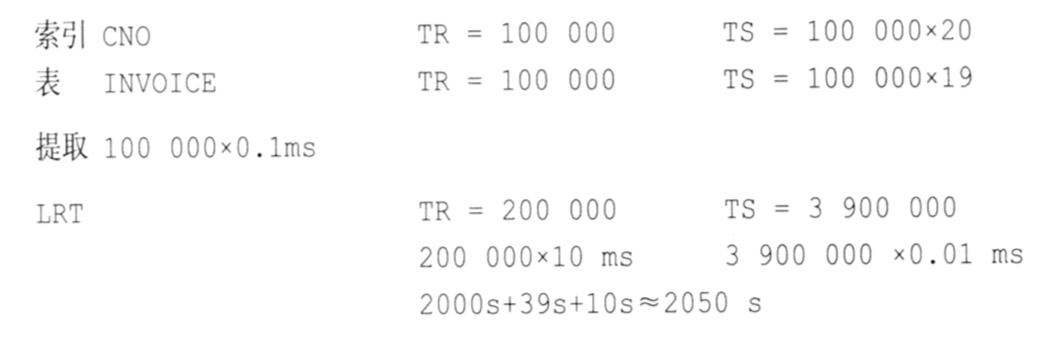 索引 CNO TR = 100 000 TS = 100 000×20
表 INVOICE TR = 100 000 TS = 100 000×19
提取 100 000×0.1ms
LRT TR = 200 000 TS = 3 900 000
200 000×10 ms 3 900 000 ×0.01 ms
2000s+39s+10s≈2050 s